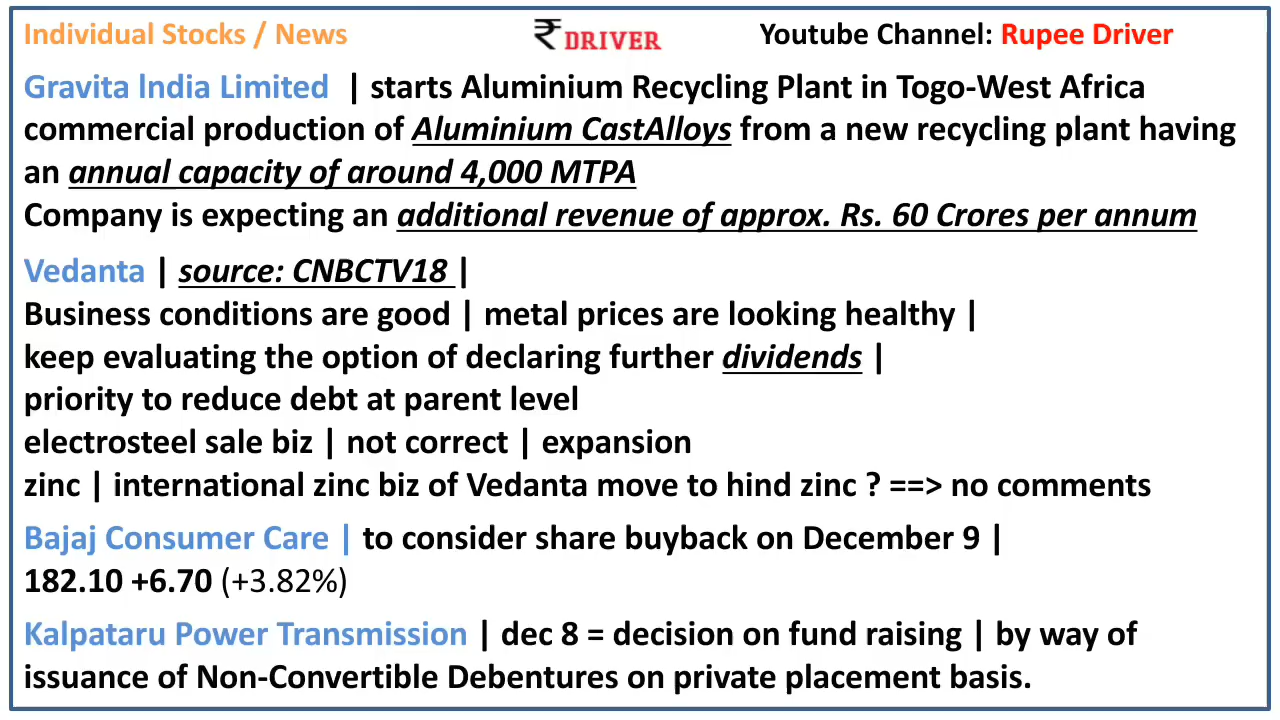 Individual Stocks / News
₹ DRIVER
Youtube Channel: Rupee Driver
Gravita lndia Limited | starts Aluminium Recycling Plant in Togo-West Africa
commercial production of Aluminium CastAlloys from a new recycling plant having
an annual capacity of around 4,000 MTPA
Company is expecting an additional revenue of approx. Rs. 60 Crores per annum
Vedanta | source: CNBCTV18 |
Business conditions are good | metal prices are looking healthy |
keep evaluating the option of declaring further dividends |
priority to reduce debt at parent level
electrosteel sale biz | not correct | expansion
zinc | international zinc biz of Vedanta move to hind zinc ? ==> no comments
Bajaj Consumer Care | to consider share buyback on December 9 |
182.10 +6.70 (+3.82%)
Kalpataru Power Transmission | dec 8 = decision on fund raising | by way of
issuance of Non-Convertible Debentures on private placement basis.